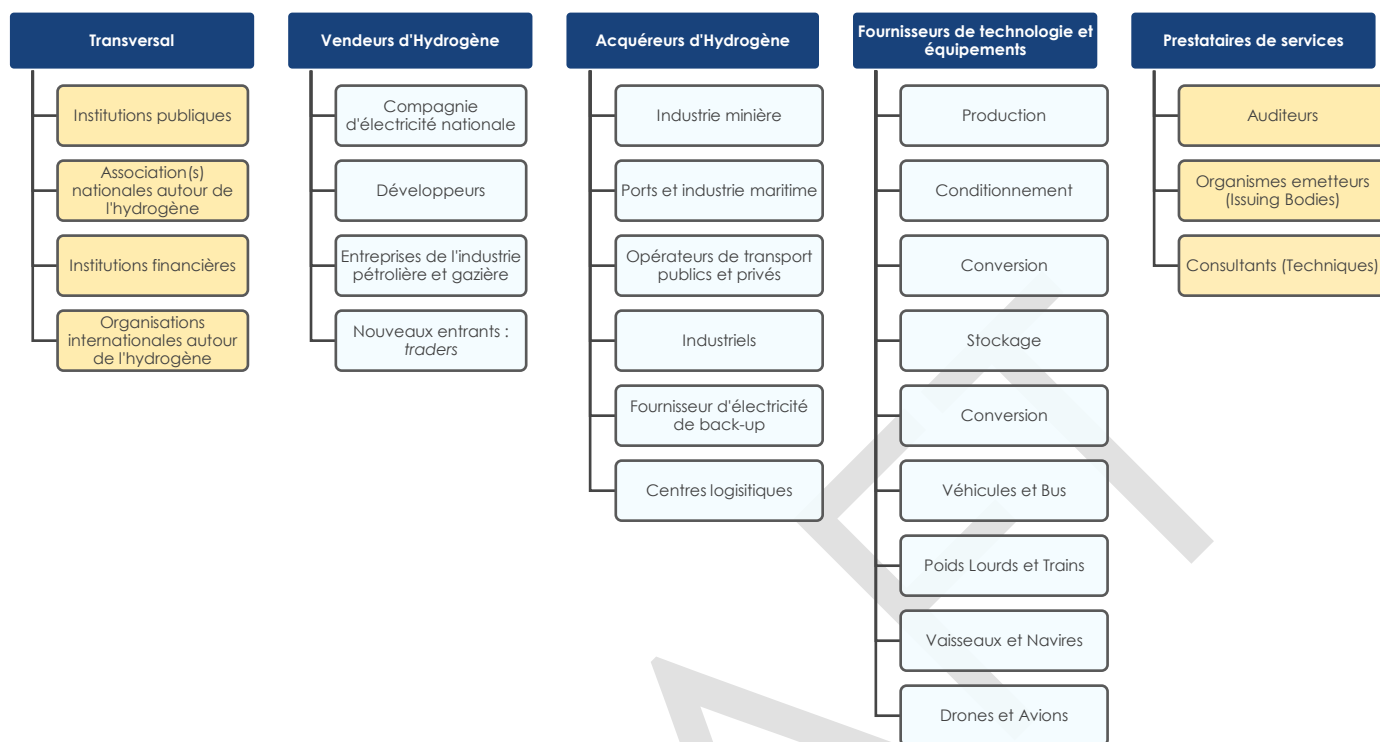 Transversal
Institutions publiques
Association(s)
nationales autour de
l'hydrogène
Institutions financières
Organisations
internationales autour
de l'hydrogène
Vendeurs d'Hydrogène
Compagnie
d'électricité nationale
Développeurs
Entreprises de l'industrie
pétrolière et gazière
Nouveaux entrants :
traders
Acquéreurs d'Hydrogène
Industrie minière
Ports et industrie maritime
Opérateurs de transport
publics et privés
Industriels
Fournisseur d'électricité
de back-up
Centres logisitiques
Fournisseurs de technologie et
équipements
Production
Conditionnement
Conversion
Stockage
Conversion
Véhicules et Bus
Poids Lourds et Trains
Vaisseaux et Navires
Drones et Avions
Prestataires de services
Auditeurs
Organismes emetteurs
(Issuing Bodies)
Consultants (Techniques)